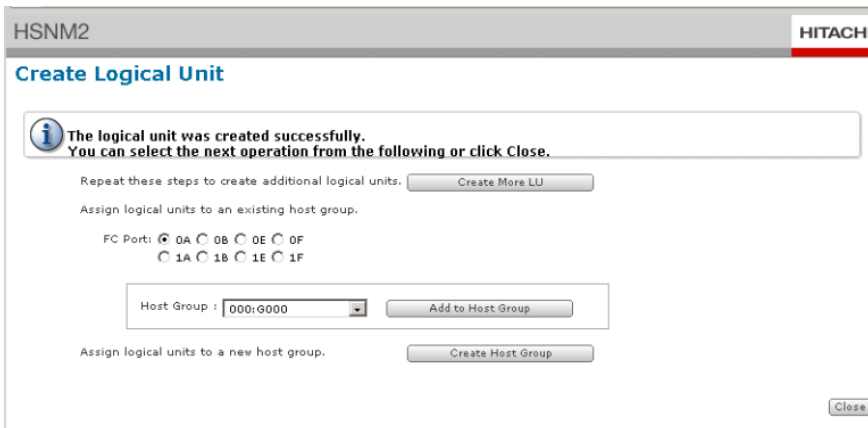 HSNM2
HITACHI
Create Logical Unit
The logical unit was created successfully.
You can select the next operation from the following or click Close.
Repeat these steps to create additional logical units. Create More LU
Assign logical units to an existing host group.
FC Port: 0A 0B 0E 0F
1A 1B 1E 1F
Host Group : 000:G000 Add to Host Group
Assign logical units to a new host group. Create Host Group
Close